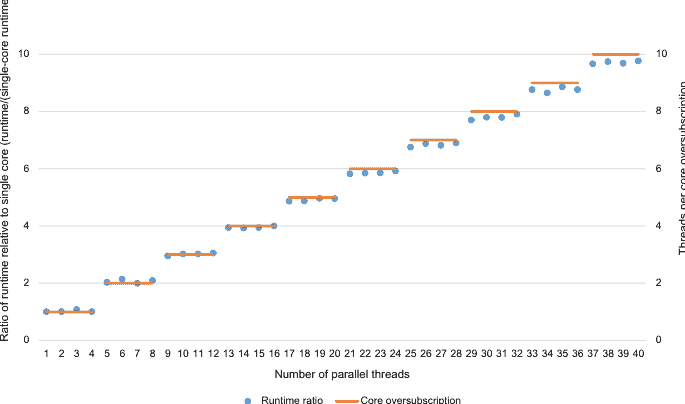 Ratio of runtime relative to single core (runtime/(single-core runtime
10
8
6
4
2
0
10
8
6
4
2
0
Threads per core oversubscription
1 2 3 4 5 6 7 8 9 10 11 12 13 14 15 16 17 18 19 20 21 22 23 24 25 26 27 28 29 30 31 32 33 34 35 36 37 38 39 40
Number of parallel threads
Runtime ratio Core oversubscription